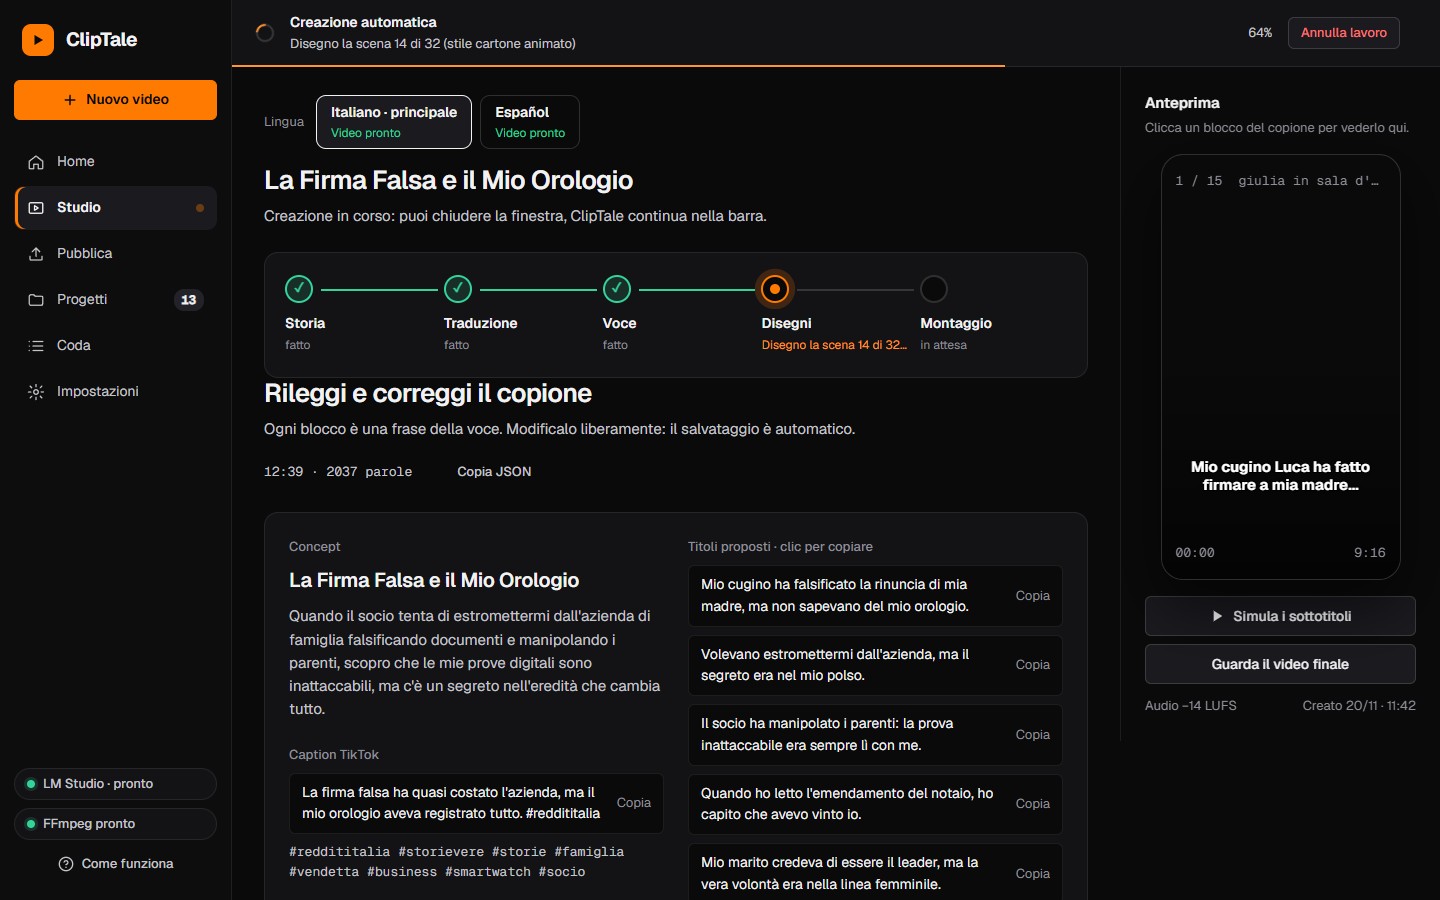 ClipTale
Nuovo video
Home
Studio
Pubblica
Progetti 13
Coda
Impostazioni
LM Studio · pronto
FFmpeg pronto
Come funziona
Creazione automatica
Disegno la scena 14 di 32 (stile cartone animato)
64%
Annulla lavoro
Lingua
Italiano · principale
Video pronto
Español
Video pronto
La Firma Falsa e il Mio Orologio
Creazione in corso: puoi chiudere la finestra, ClipTale continua nella barra.
Storia
fatto
Traduzione
fatto
Voce
fatto
Disegni
Disegno la scena 14 di 32…
Montaggio
in attesa
Rileggi e correggi il copione
Ogni blocco è una frase della voce. Modificalo liberamente: il salvataggio è automatico.
12:39 · 2037 parole
Copia JSON
Concept
La Firma Falsa e il Mio Orologio
Quando il socio tenta di estromettermi dall'azienda di
famiglia falsificando documenti e manipolando i
parenti, scopro che le mie prove digitali sono
inattaccabili, ma c'è un segreto nell'eredità che cambia
tutto.
Caption TikTok
La firma falsa ha quasi costato l'azienda, ma il
mio orologio aveva registrato tutto. #reddititalia
Copia
#reddititalia #storievere #storie #famiglia
#vendetta #business #smartwatch #socio
Titoli proposti · clic per copiare
Mio cugino ha falsificato la rinuncia di mia
madre, ma non sapevano del mio orologio.
Copia
Volevano estromettermi dall'azienda, ma il
segreto era nel mio polso.
Copia
Il socio ha manipolato i parenti: la prova
inattaccabile era sempre lì con me.
Copia
Quando ho letto l'emendamento del notaio, ho
capito che avevo vinto io.
Copia
Mio marito credeva di essere il leader, ma la
vera volontà era nella linea femminile.
Copia
Anteprima
Clicca un blocco del copione per vederlo qui.
1 / 15 giulia in sala d'…
Mio cugino Luca ha fatto
firmare a mia madre…
00:00
9:16
Simula i sottotitoli
Guarda il video finale
Audio −14 LUFS
Creato 20/11 · 11:42